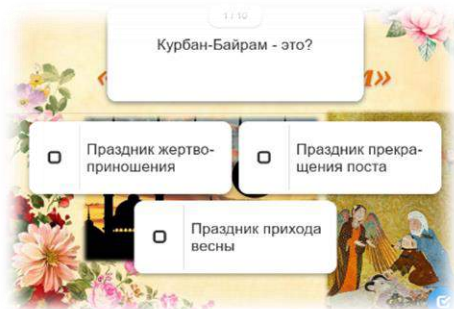 1 / 10
Курбан-Байрам - это?
«
»
Праздник жертво-
приношения
Праздник прекра-
щения поста
Праздник прихода
весны